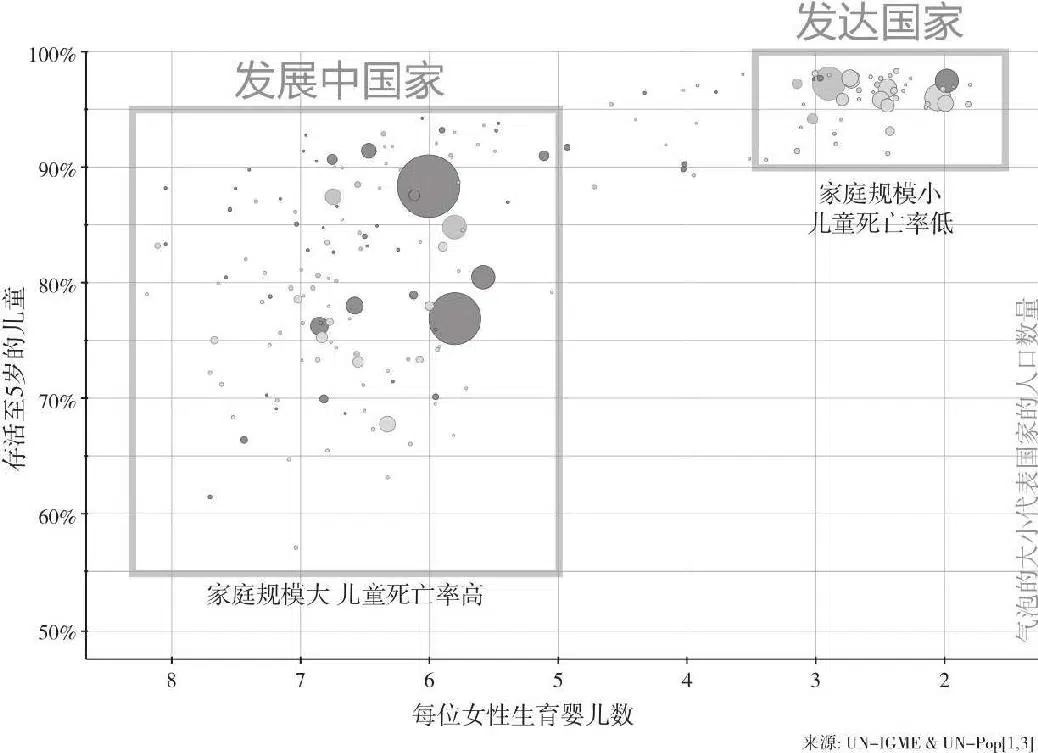 发达国家
发展中国家
100%
90%
80%
70%
60%
50%
存活至5岁的儿童
家庭规模小
儿童死亡率低
家庭规模大 儿童死亡率高
气泡的大小代表国家的人口数量
8 7 6 5 4 3 2
每位女性生育婴儿数
来源: UN-IGME & UN-Pop[1,3]